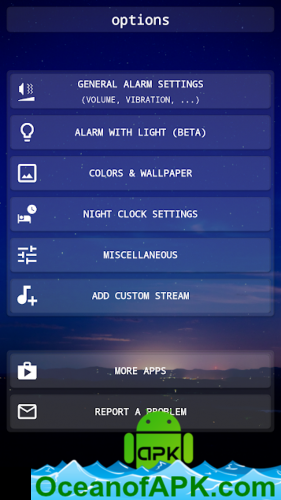 options
GENERAL ALARM SETTINGS
(VOLUME, VIBRATION, ...)
ALARM WITH LIGHT (BETA)
COLORS & WALLPAPER
NIGHT CLOCK SETTINGS
MISCELLANEOUS
ADD CUSTOM STREAM
MORE APPS
REPORT A PROBLEM
APK
OceanofAPK.com